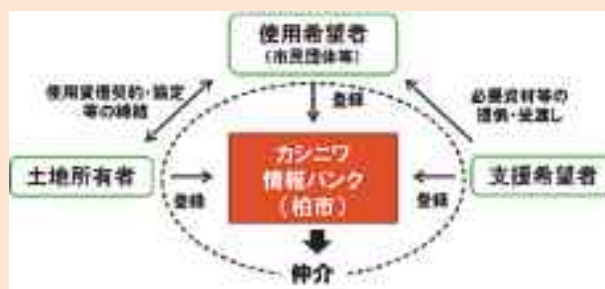 使用希望者
(市民団体等)
使用貸借契約・協定
等の締結
登録
必要資材等の
提供・受渡し
土地所有者
登録
カシニワ
情報バンク
(柏市)
登録
支援希望者
仲介